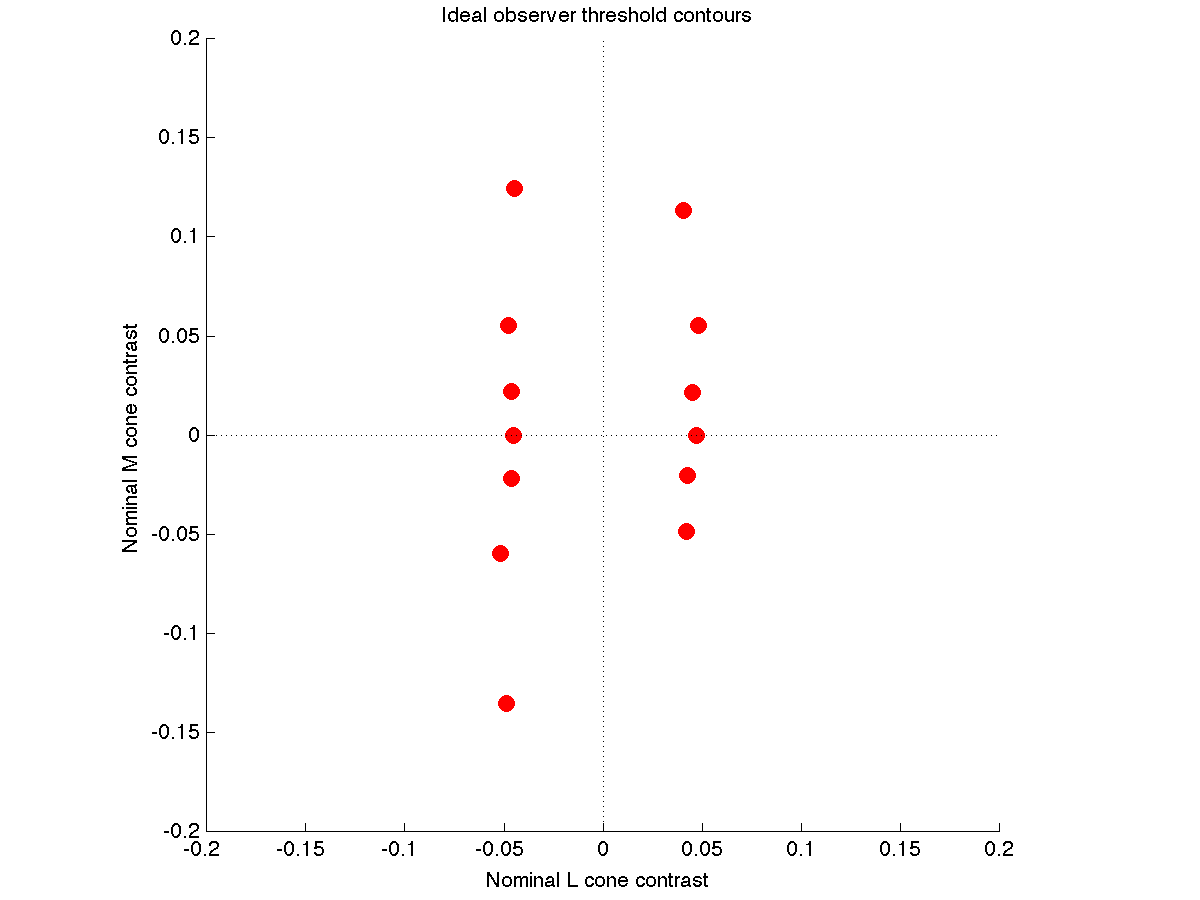 Ideal observer threshold contours
0.2
0.15
0.1
0.05
0
-0.05
-0.1
-0.15
-0.2
Nominal M cone contrast
-0.2 -0.15 -0.1 -0.05 0 0.05 0.1 0.15 0.2
Nominal L cone contrast